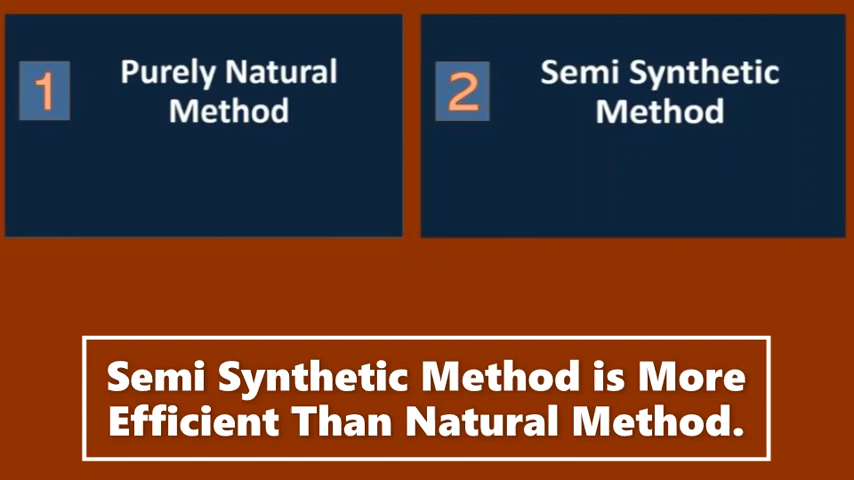 1
Purely Natural
Method
2
Semi Synthetic
Method
Semi Synthetic Method is More
Efficient Than Natural Method.